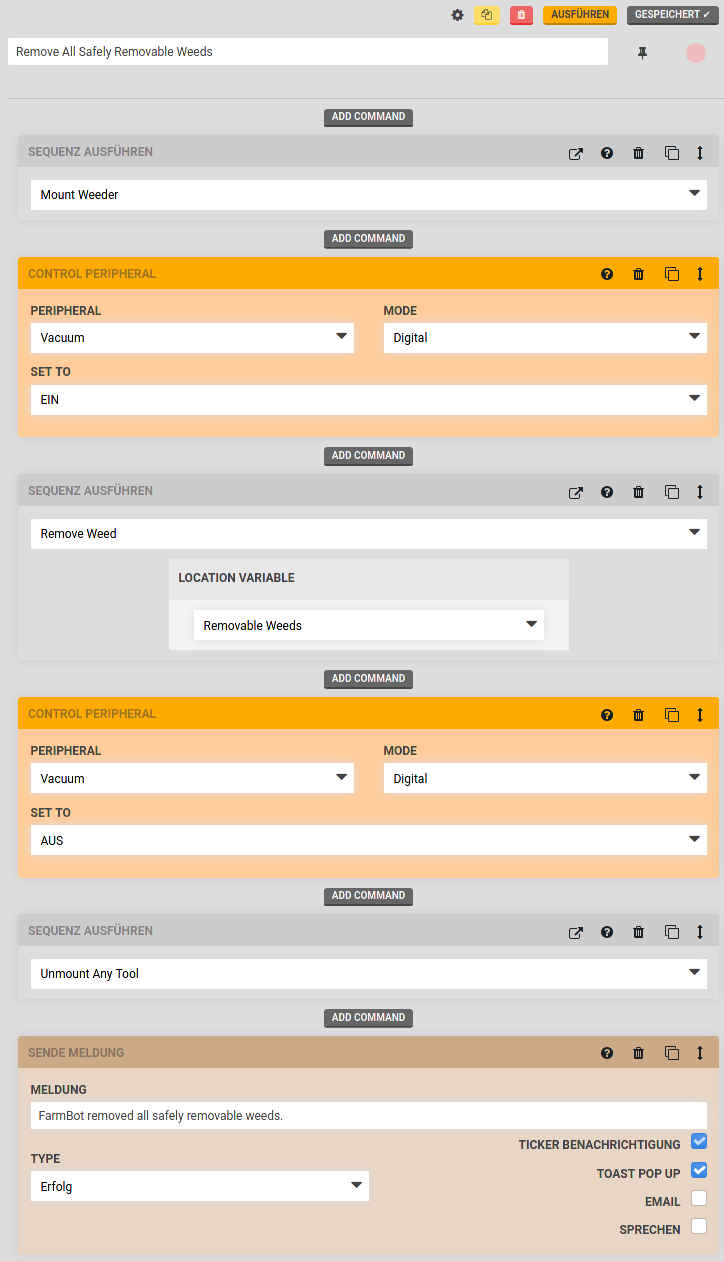 AUSFÜHREN GESPEICHERT ✔
Remove All Safely Removable Weeds
ADD COMMAND
SEQUENZ AUSFÜHREN
Mount Weeder
ADD COMMAND
CONTROL PERIPHERAL
PERIPHERAL MODE
Vacuum Digital
SET TO
EIN
ADD COMMAND
SEQUENZ AUSFÜHREN
Remove Weed
LOCATION VARIABLE
Removable Weeds
ADD COMMAND
CONTROL PERIPHERAL
PERIPHERAL MODE
Vacuum Digital
SET TO
AUS
ADD COMMAND
SEQUENZ AUSFÜHREN
Unmount Any Tool
ADD COMMAND
SENDE MELDUNG
MELDUNG
FarmBot removed all safely removable weeds.
TICKER BENACHRICHTIGUNG
TYPE
TOAST POP UP
Erfolg
EMAIL
SPRECHEN